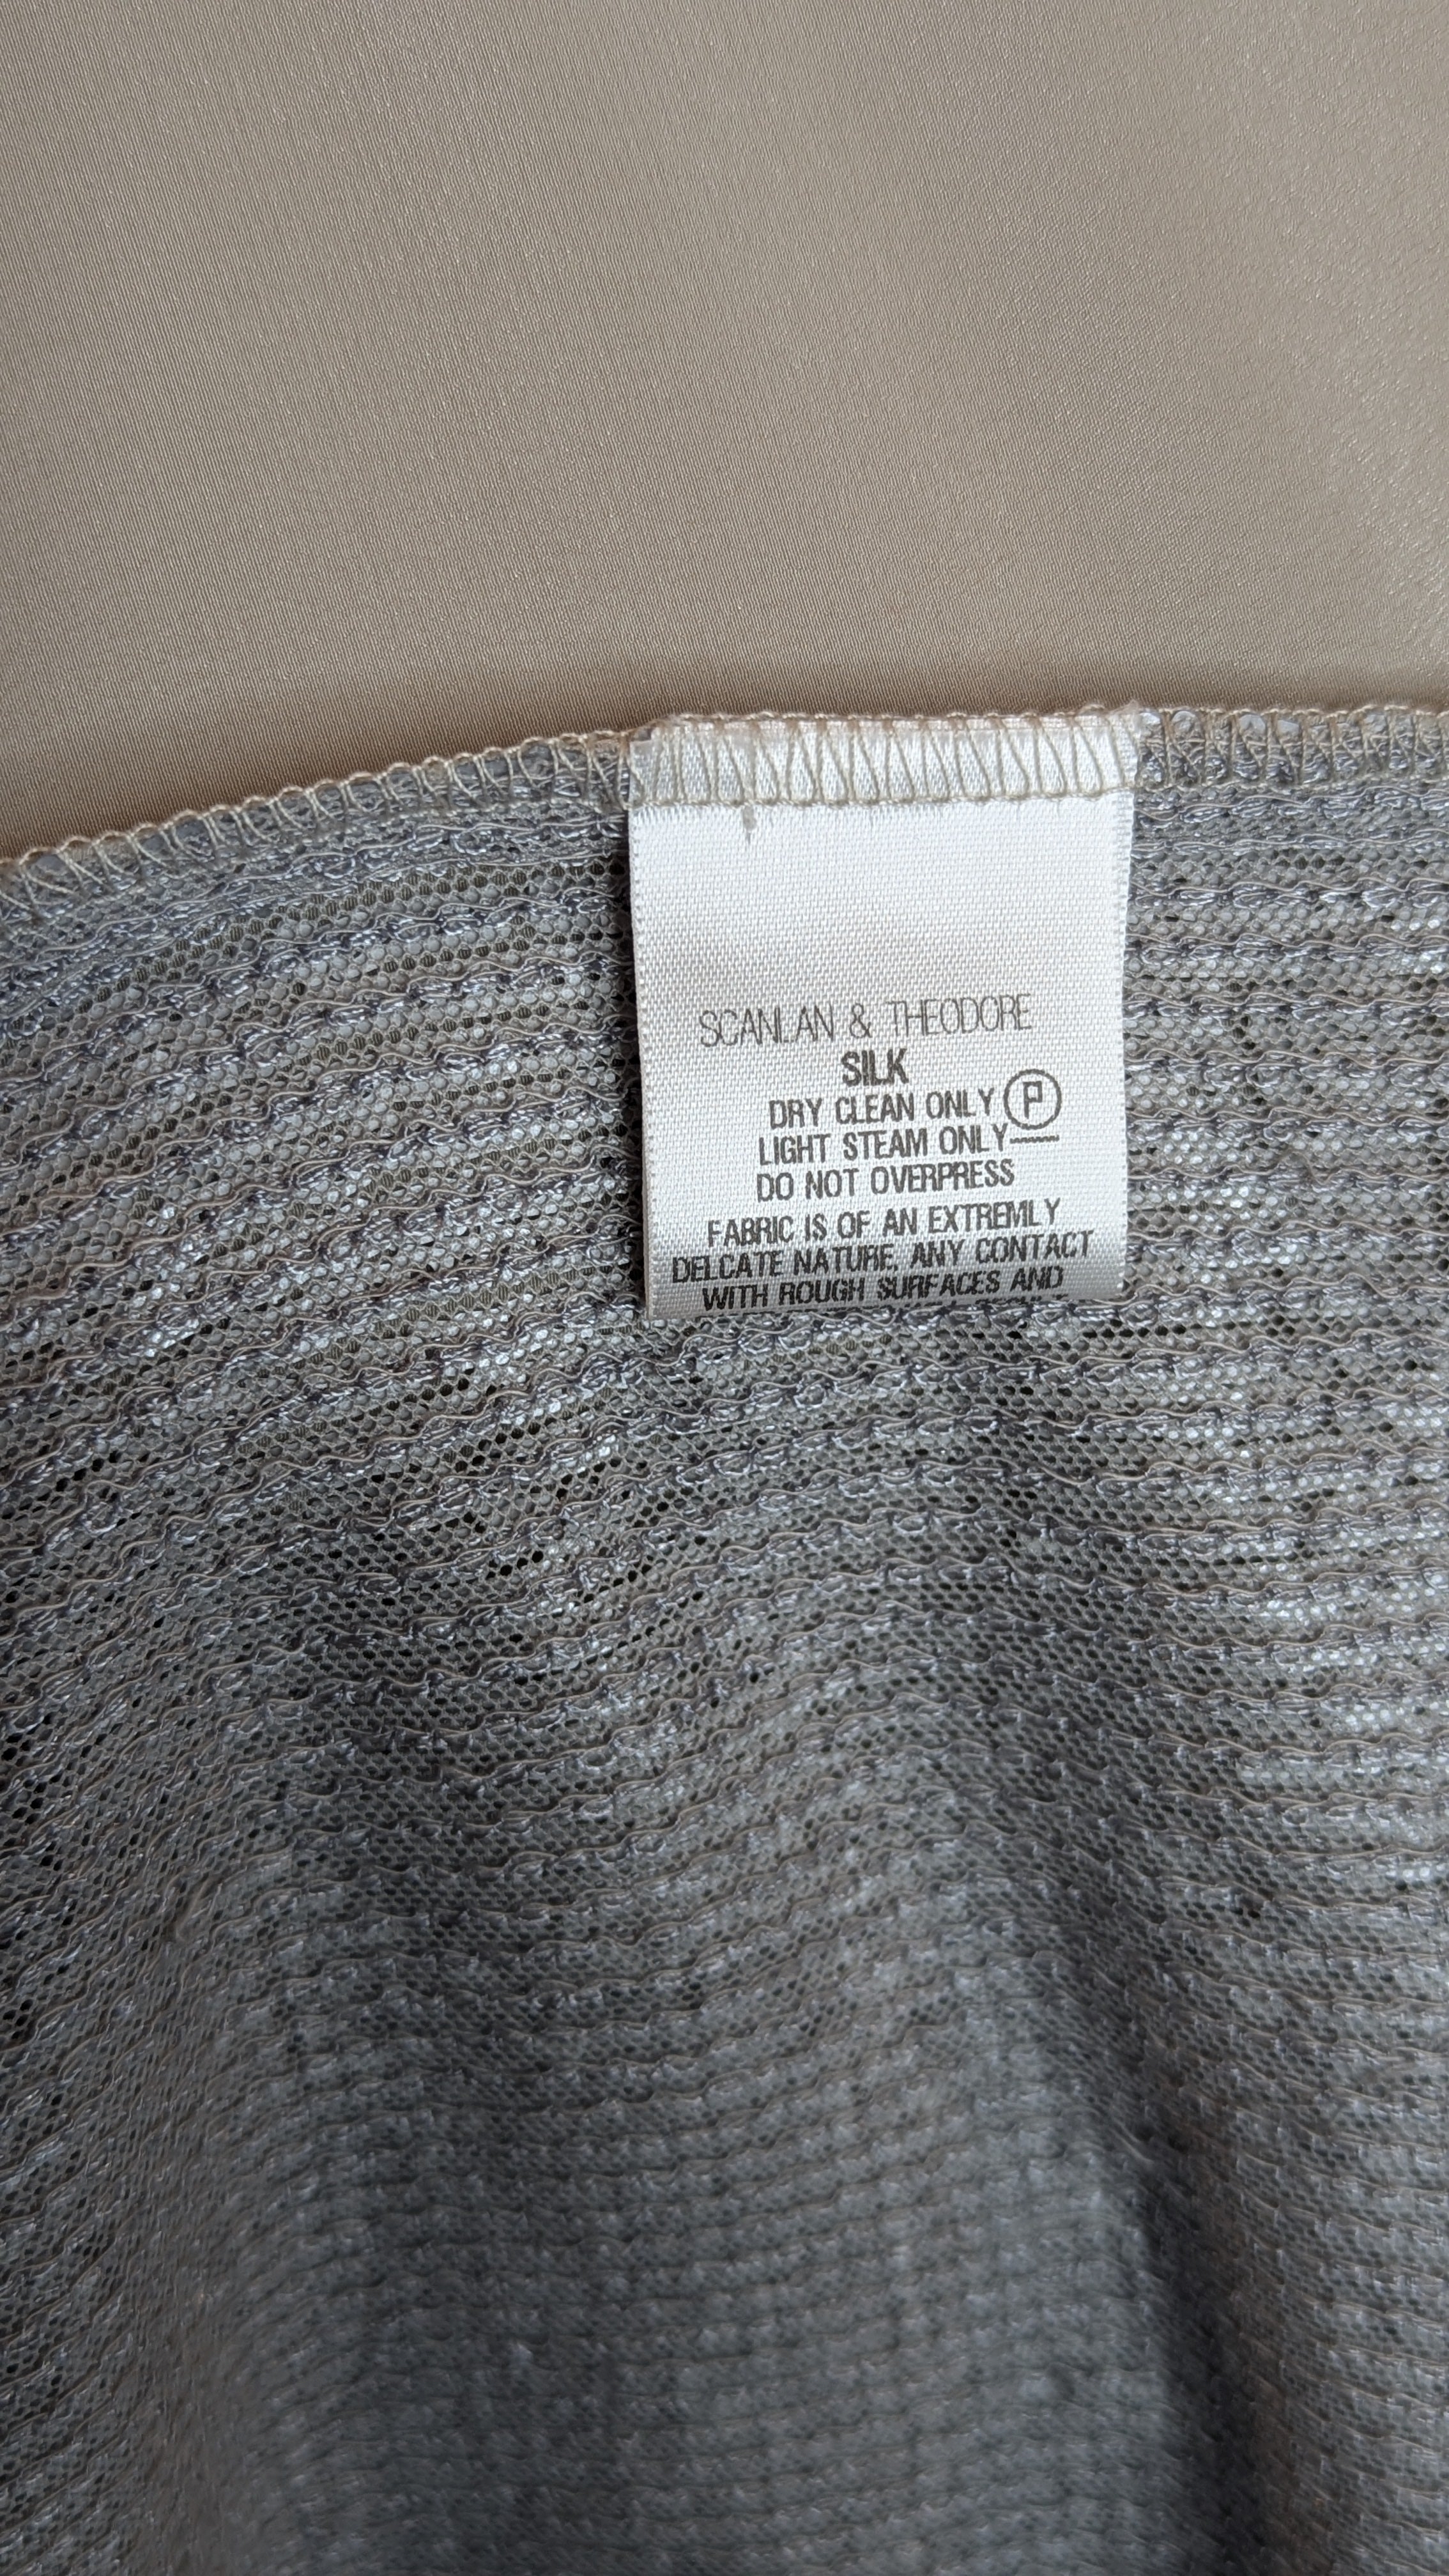 SCANLAN & THEODORE
SILK
DRY CLEAN ONLY P
LIGHT STEAM ONLY
DO NOT OVERPRESS
FABRIC IS OF AN EXTREMLY
DELCATE NATURE. ANY CONTACT
WITH ROUGH SURFACES AND